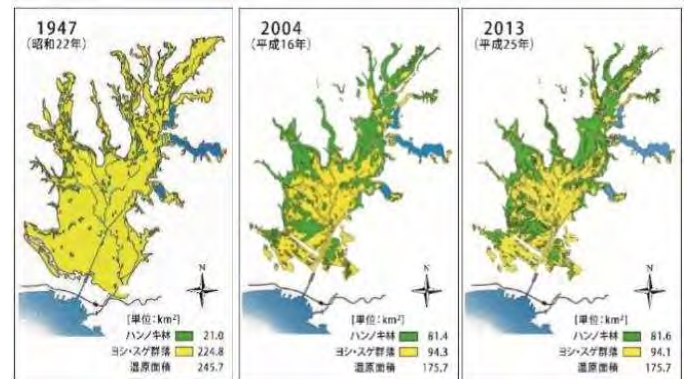 1947
(昭和22年)
N
[単位:km²]
ハンノキ林 21.0
ヨシ・スゲ群落 224.8
湿原面積 245.7
2004
(平成16年)
N
[単位:km²]
ハンノキ林 81.4
ヨシ・スゲ群落 94.3
湿原面積 175.7
2013
(平成25年)
N
[単位:km²]
ハンノキ林 81.6
ヨシ・スゲ群落 94.1
湿原面積 175.7